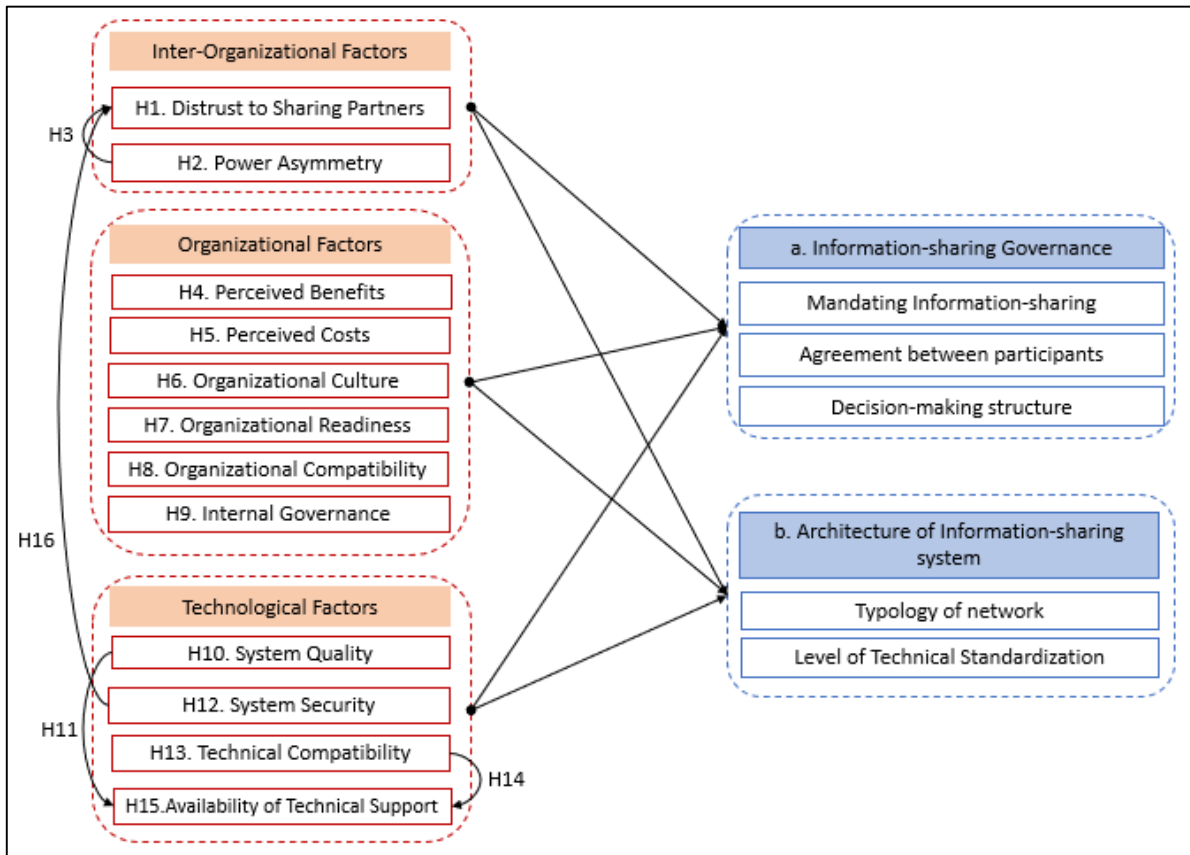 Inter-Organizational Factors
H1. Distrust to Sharing Partners
H3
H2. Power Asymmetry
Organizational Factors
H4. Perceived Benefits
H5. Perceived Costs
H6. Organizational Culture
H7. Organizational Readiness
H8. Organizational Compatibility
H9. Internal Governance
H16
Technological Factors
H10. System Quality
H12. System Security
H11
H13. Technical Compatibility
H14
H15.Availability of Technical Support
a. Information-sharing Governance
Mandating Information-sharing
Agreement between participants
Decision-making structure
b. Architecture of Information-sharing
system
Typology of network
Level of Technical Standardization